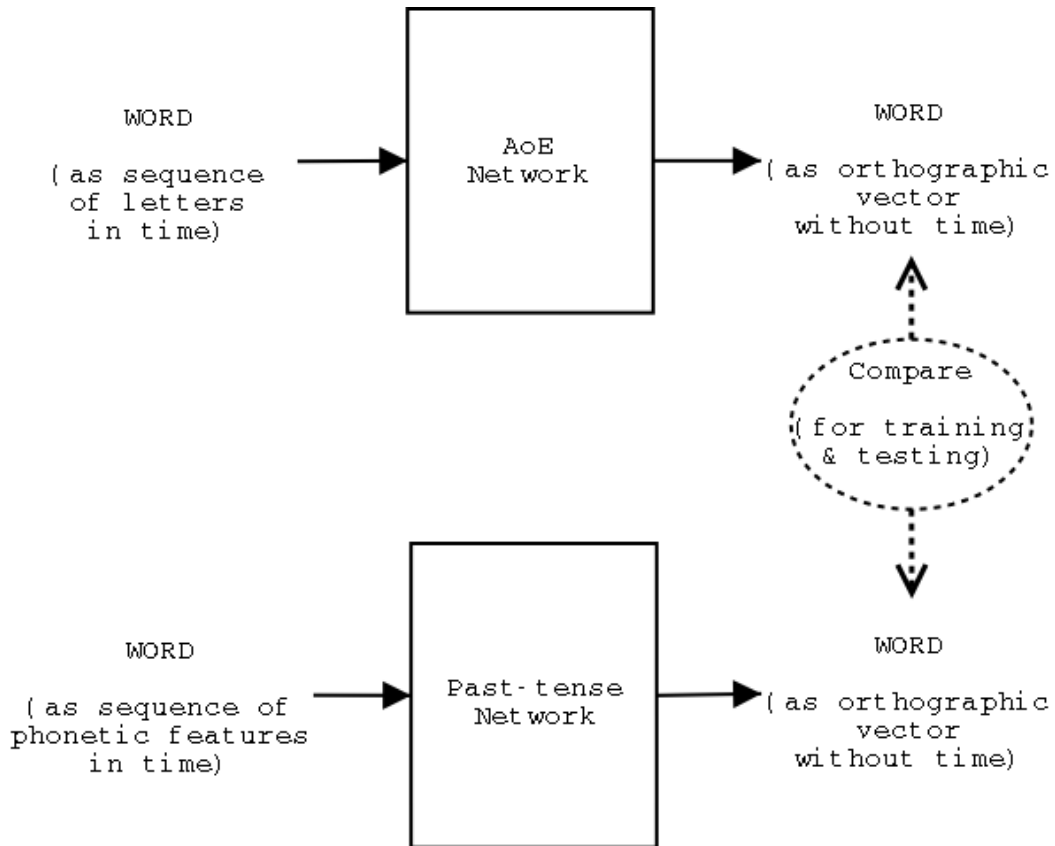 WORD
(as sequence
of letters
in time)
AoE
Network
WORD
(as orthographic
vector
without time)
Compare
(for training
& testing)
WORD
(as sequence of
phonetic features
in time)
Past-tense
Network
WORD
(as orthographic
vector
without time)